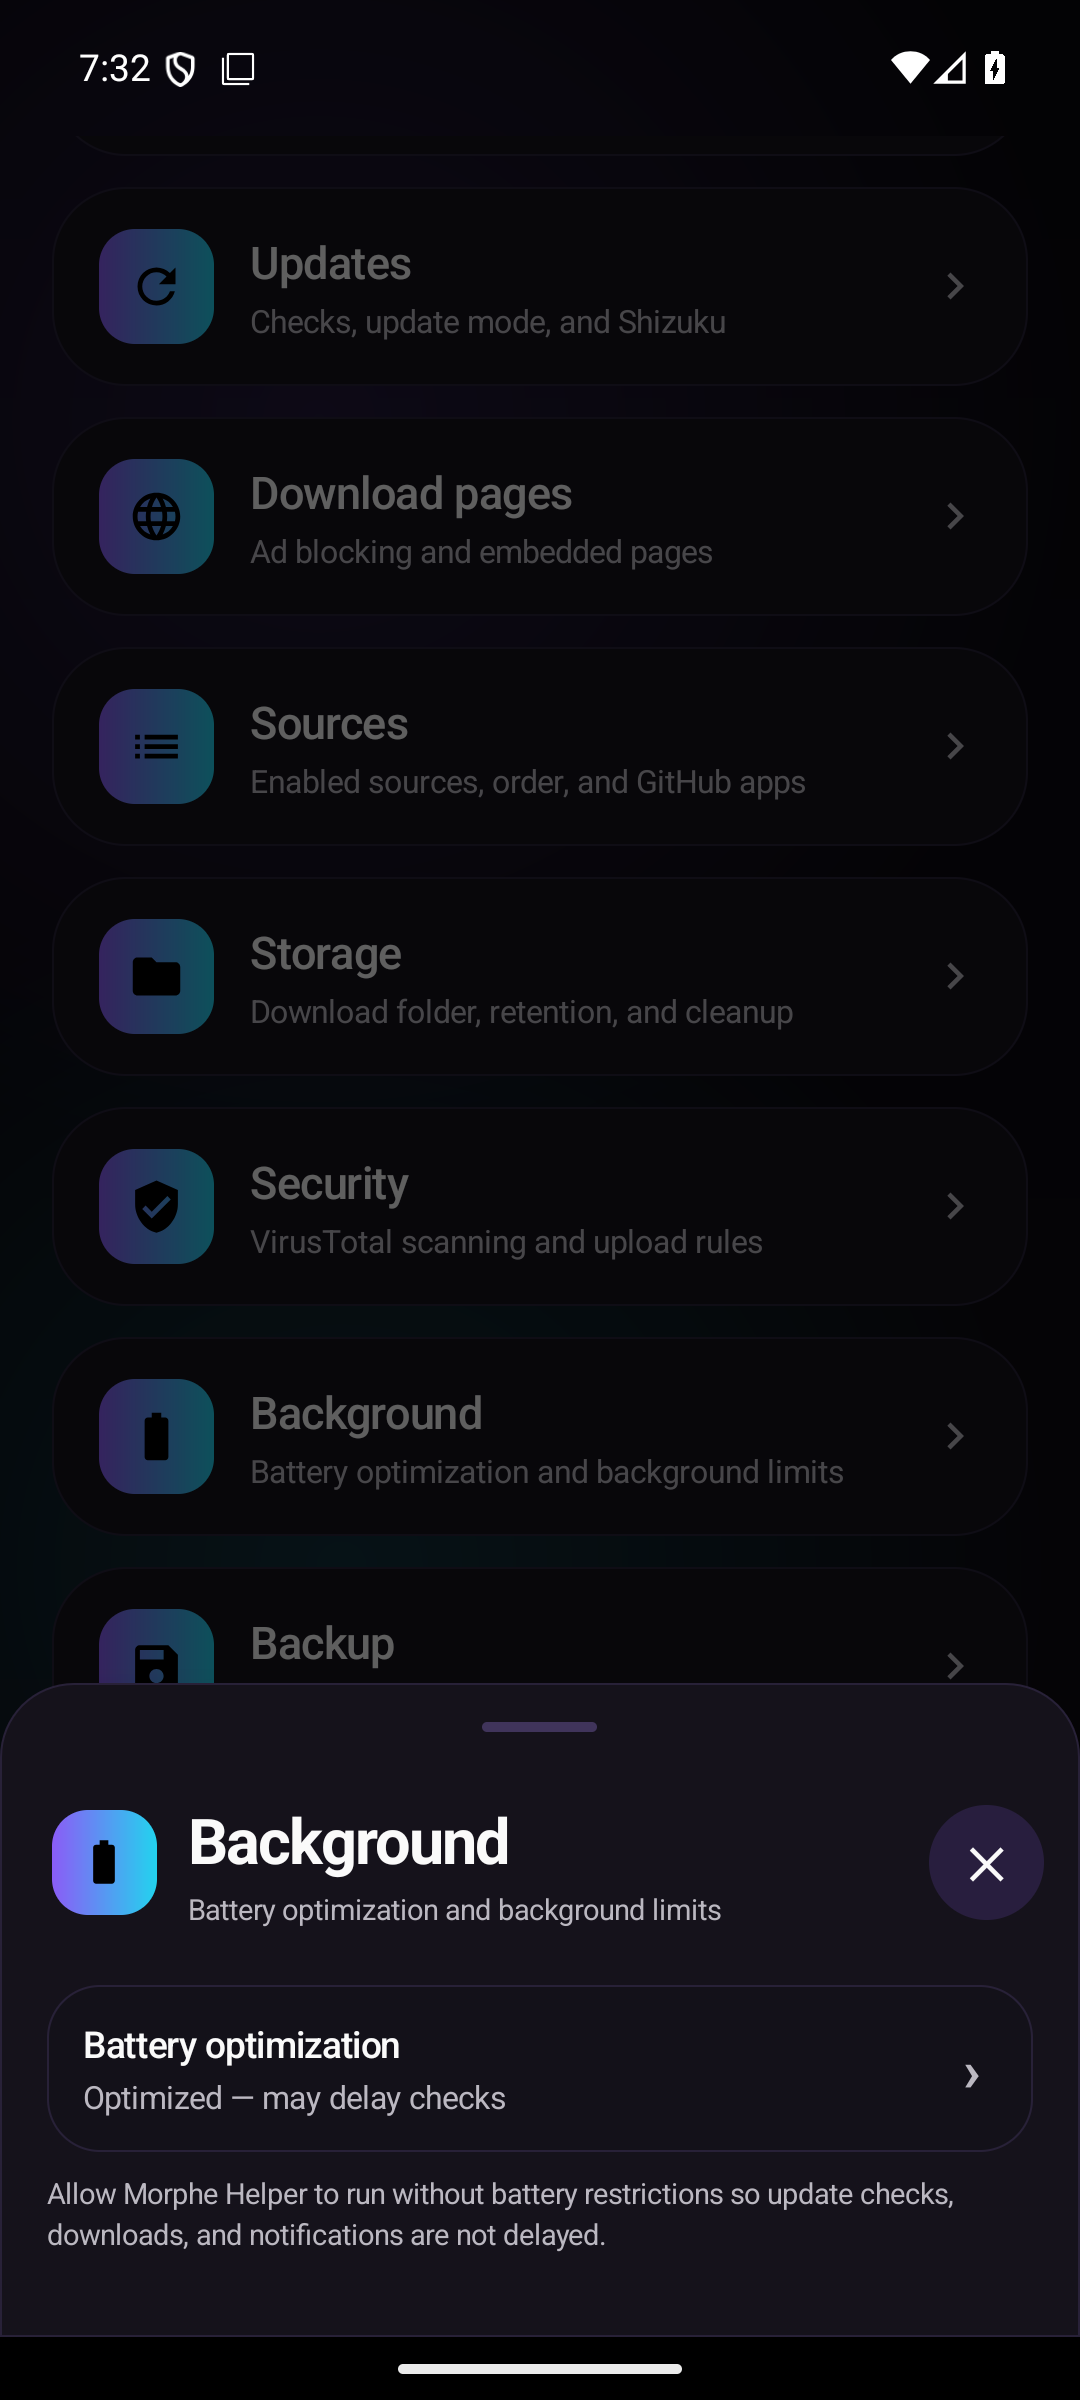 7:32
Updates
Checks, update mode, and Shizuku
Download pages
Ad blocking and embedded pages
Sources
Enabled sources, order, and GitHub apps
Storage
Download folder, retention, and cleanup
Security
VirusTotal scanning and upload rules
Background
Battery optimization and background limits
Backup
Background
Battery optimization and background limits
Battery optimization
Optimized — may delay checks
Allow Morphe Helper to run without battery restrictions so update checks,
downloads, and notifications are not delayed.